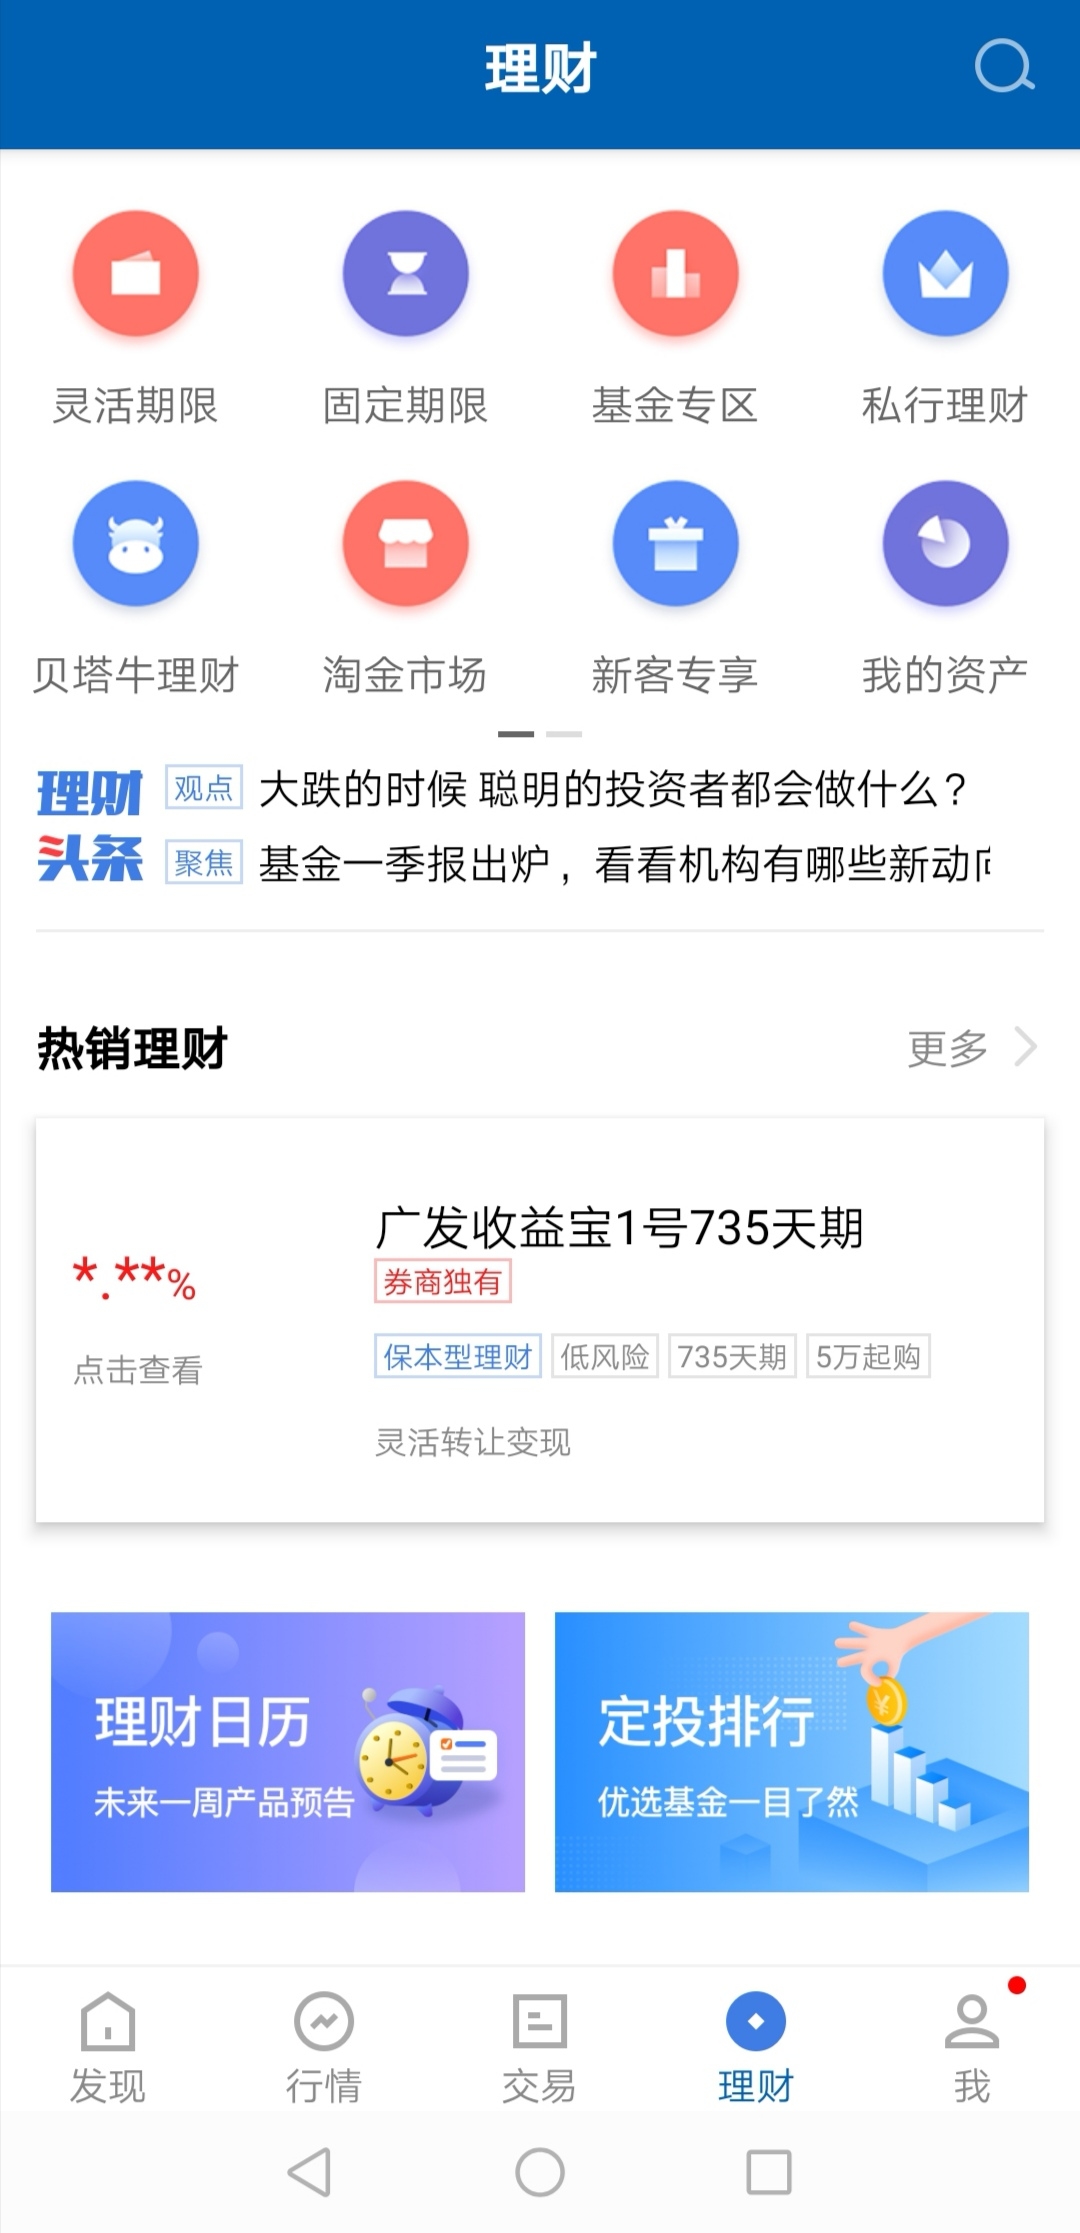 理财
灵活期限 固定期限 基金专区 私行理财
贝塔牛理财 淘金市场 新客专享 我的资产
理财 观点 大跌的时候 聪明的投资者都会做什么？
头条 聚焦 基金一季报出炉，看看机构有哪些新动
热销理财 更多
广发收益宝1号735天期
*.**% 券商独有
点击查看 保本型理财 低风险 735天期 5万起购
灵活转让变现
理财日历 定投排行
未来一周产品预告 优选基金一目了然
发现 行情 交易 理财 我